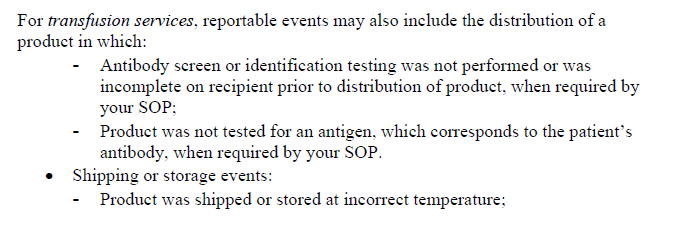 For transfusion services, reportable events may also include the distribution of a
product in which:
- Antibody screen or identification testing was not performed or was
incomplete on recipient prior to distribution of product, when required by
your SOP;
- Product was not tested for an antigen, which corresponds to the patient's
antibody, when required by your SOP.
• Shipping or storage events:
- Product was shipped or stored at incorrect temperature;